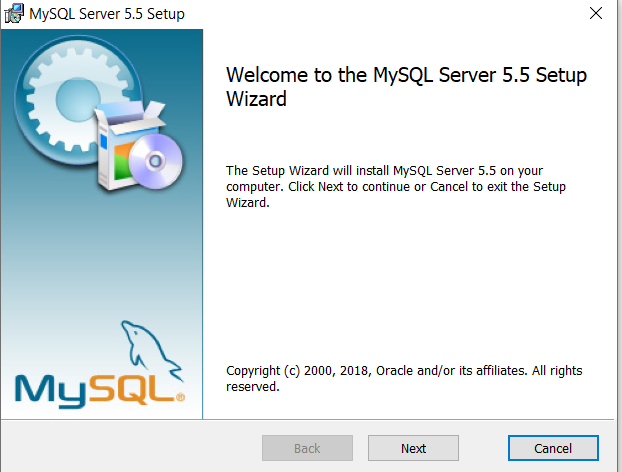 MySQL Server 5.5 Setup
Welcome to the MySQL Server 5.5 Setup
Wizard
The Setup Wizard will install MySQL Server 5.5 on your
computer. Click Next to continue or Cancel to exit the Setup
Wizard.
MySQL®
Copyright (c) 2000, 2018, Oracle and/or its affiliates. All rights
reserved.
Back
Next
Cancel